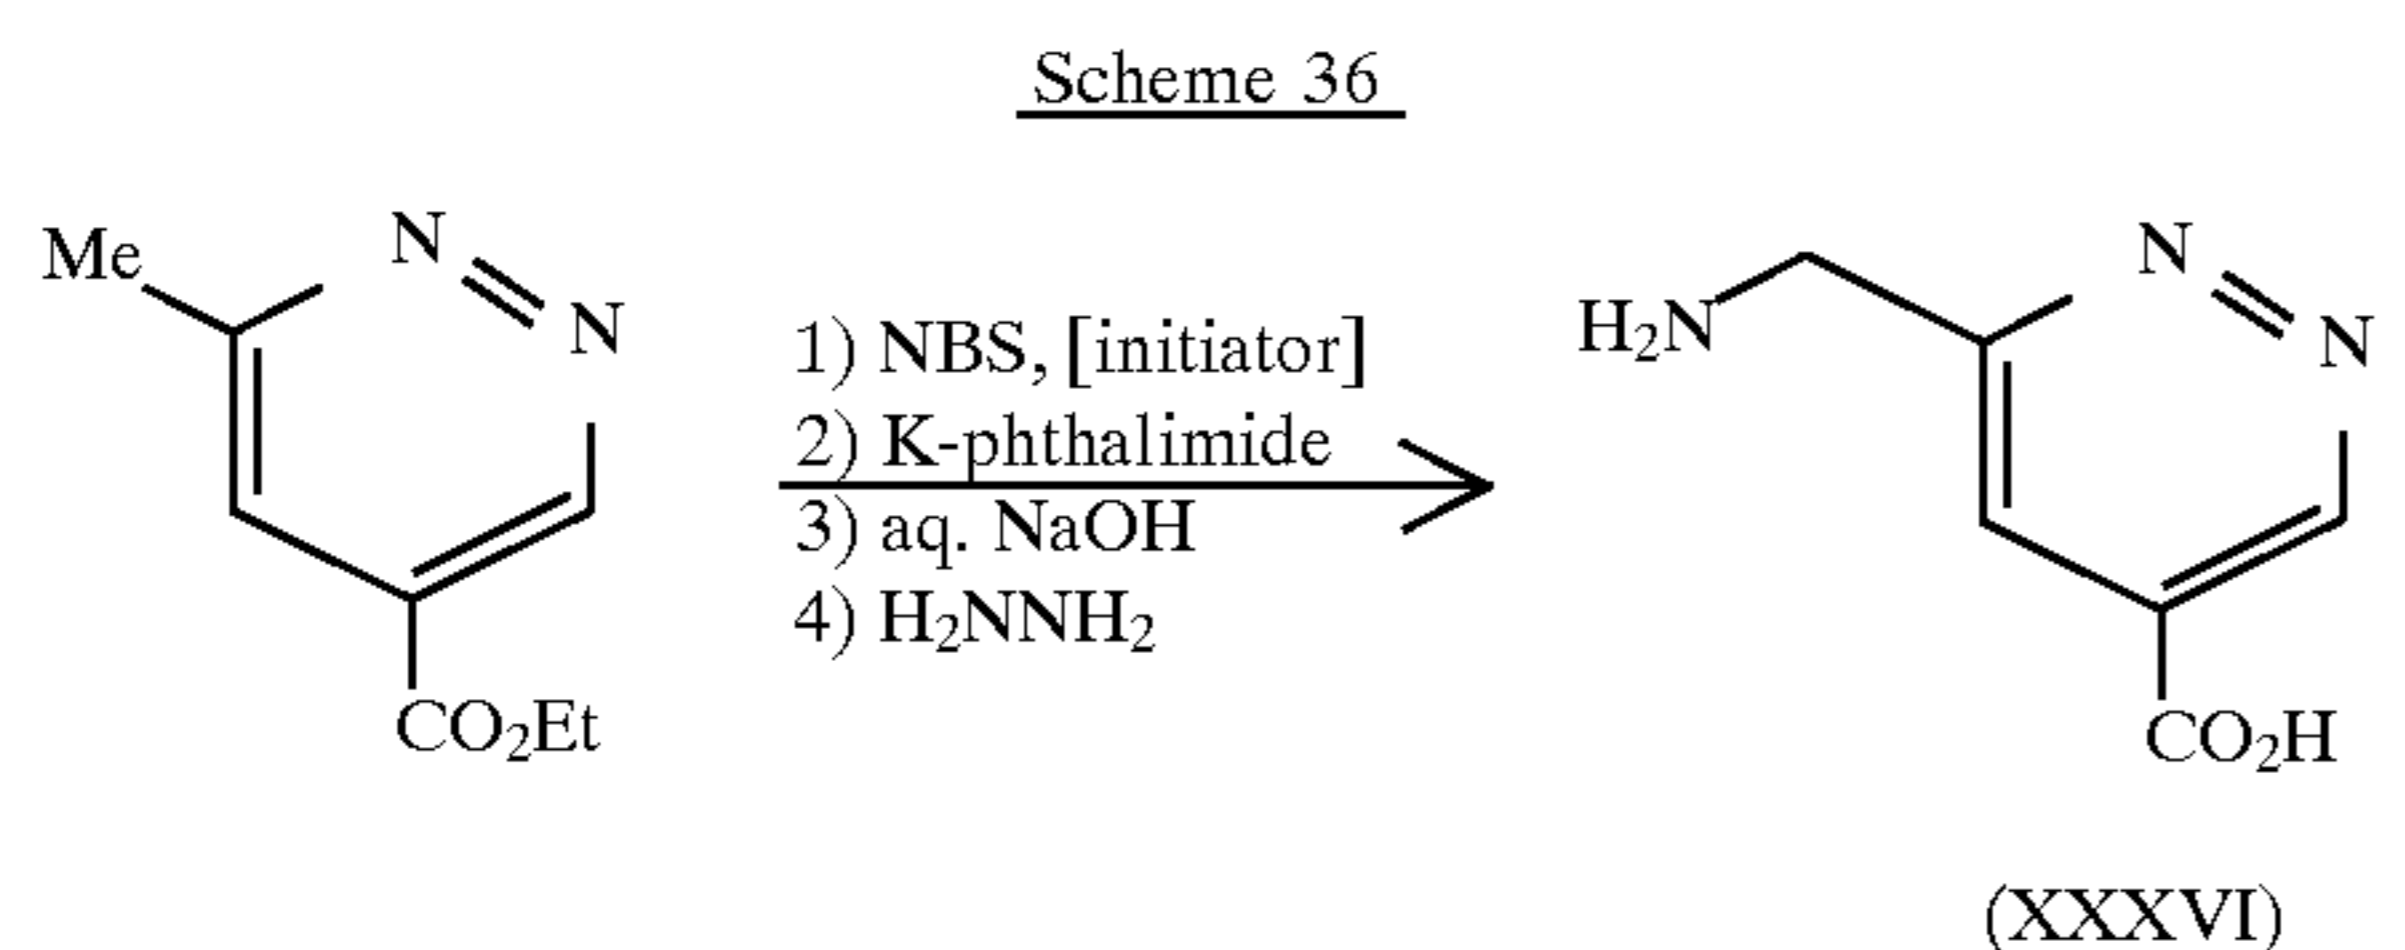 Scheme 36
Me
N
N
CO2Et
1) NBS, [initiator]
2) K-phthalimide
3) aq. NaOH
4) H2NNH2
H2N
N
N
CO2H
(XXXVI)